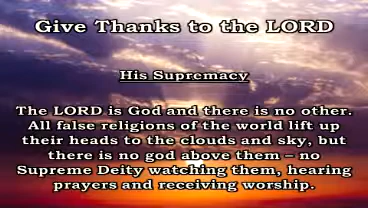 Give Thanks to the LORD
His Supremacy
The LORD is God and there is no other.
All false religions of the world lift up
their heads to the clouds and sky, but
there is no god above them – no
Supreme Deity watching them, hearing
prayers and receiving worship.